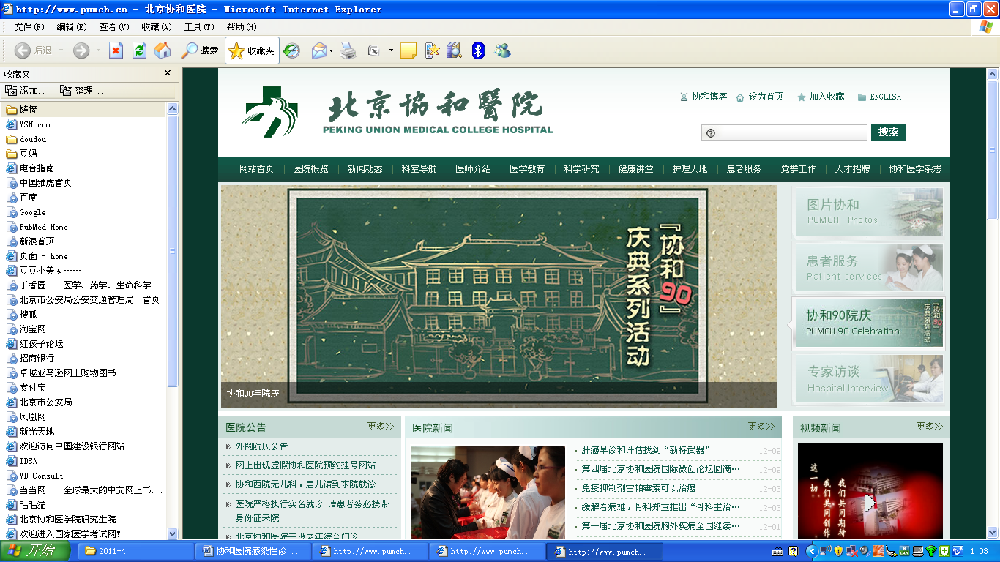 http://www.pumch.cn - 北京协和医院 - Microsoft Internet Explorer
文件(F) 编辑(E) 查看(V) 收藏(A) 工具(T) 帮助(H)
后退 搜索 收藏夹
收藏夹
添加... 整理...
链接
MSN.com
doudou
豆妈
电台指南
中国雅虎首页
百度
Google
PubMed Home
新浪首页
页面 - home
豆豆小美女······
丁香园——医学、药学、生命科学...
北京市公安局公安交通管理局 首页
搜狐
淘宝网
红孩子论坛
招商银行
卓越亚马逊网上购物图书
支付宝
北京市公安局
凤凰网
新光天地
欢迎访问中国建设银行网站
IDSA
MD Consult
当当网 - 全球最大的中文网上书...
毛毛猫
北京协和医学院研究生院
欢迎进入国家医学考试网!
北京協和醫院
PEKING UNION MEDICAL COLLEGE HOSPITAL
协和博客 设为首页 加入收藏 ENGLISH
搜索
网站首页 医院概览 新闻动态 科室导航 医师介绍 医学教育 科学研究 健康讲堂 护理天地 患者服务 党群工作 人才招聘 协和医学杂志
『协和90』
庆典系列活动
协和90年院庆
图片协和
PUMCH Photos
患者服务
Patient services
协和90院庆
PUMCH 90 Celebration
『协和90』
庆典系列活动
专家访谈
Hospital Interview
医院公告 更多>>
外网院庆公告
网上出现虚假协和医院预约挂号网站
协和西院无儿科，患儿请到东院就诊
医院严格执行实名就诊 请患者务必携带
身份证来院
北京协和医院开设老年综合门诊
医院新闻 更多>>
肝癌早诊和评估找到“新特武器” 12-09
第四届北京协和医院国际微创论坛圆满··· 12-09
免疫抑制剂雷帕霉素可以治癌 12-03
缓解看病难，骨科郑重推出“骨科主治··· 12-03
第一届北京协和医院胸外疾病全国继续··· 12-01
视频新闻 更多>>
这一切..
我们共同创作
我们共同期待
开始 2011-4 协和医院感染性诊... http://www.pumch... http://www.pumch... http://www.pumch... 1:03